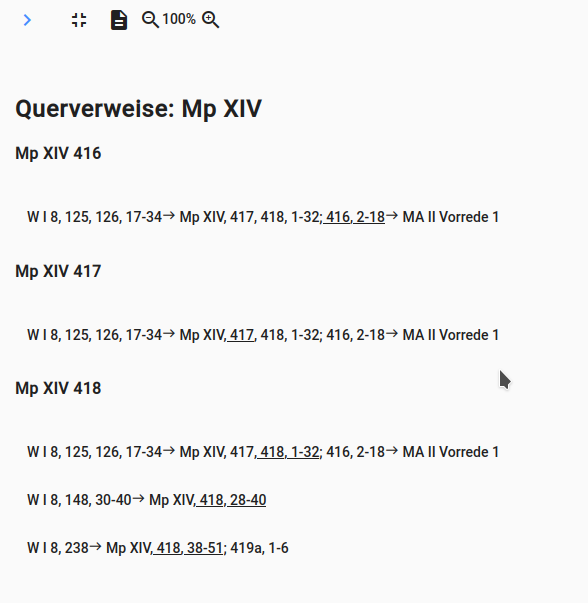 100%
Querverweise: Mp XIV
Mp XIV 416
W I 8, 125, 126, 17-34→ Mp XIV, 417, 418, 1-32; 416, 2-18→ MA II Vorrede 1
Mp XIV 417
W I 8, 125, 126, 17-34→ Mp XIV, 417, 418, 1-32; 416, 2-18→ MA II Vorrede 1
Mp XIV 418
W I 8, 125, 126, 17-34→ Mp XIV, 417, 418, 1-32; 416, 2-18→ MA II Vorrede 1
W I 8, 148, 30-40→ Mp XIV, 418, 28-40
W I 8, 238→ Mp XIV, 418, 38-51; 419a, 1-6